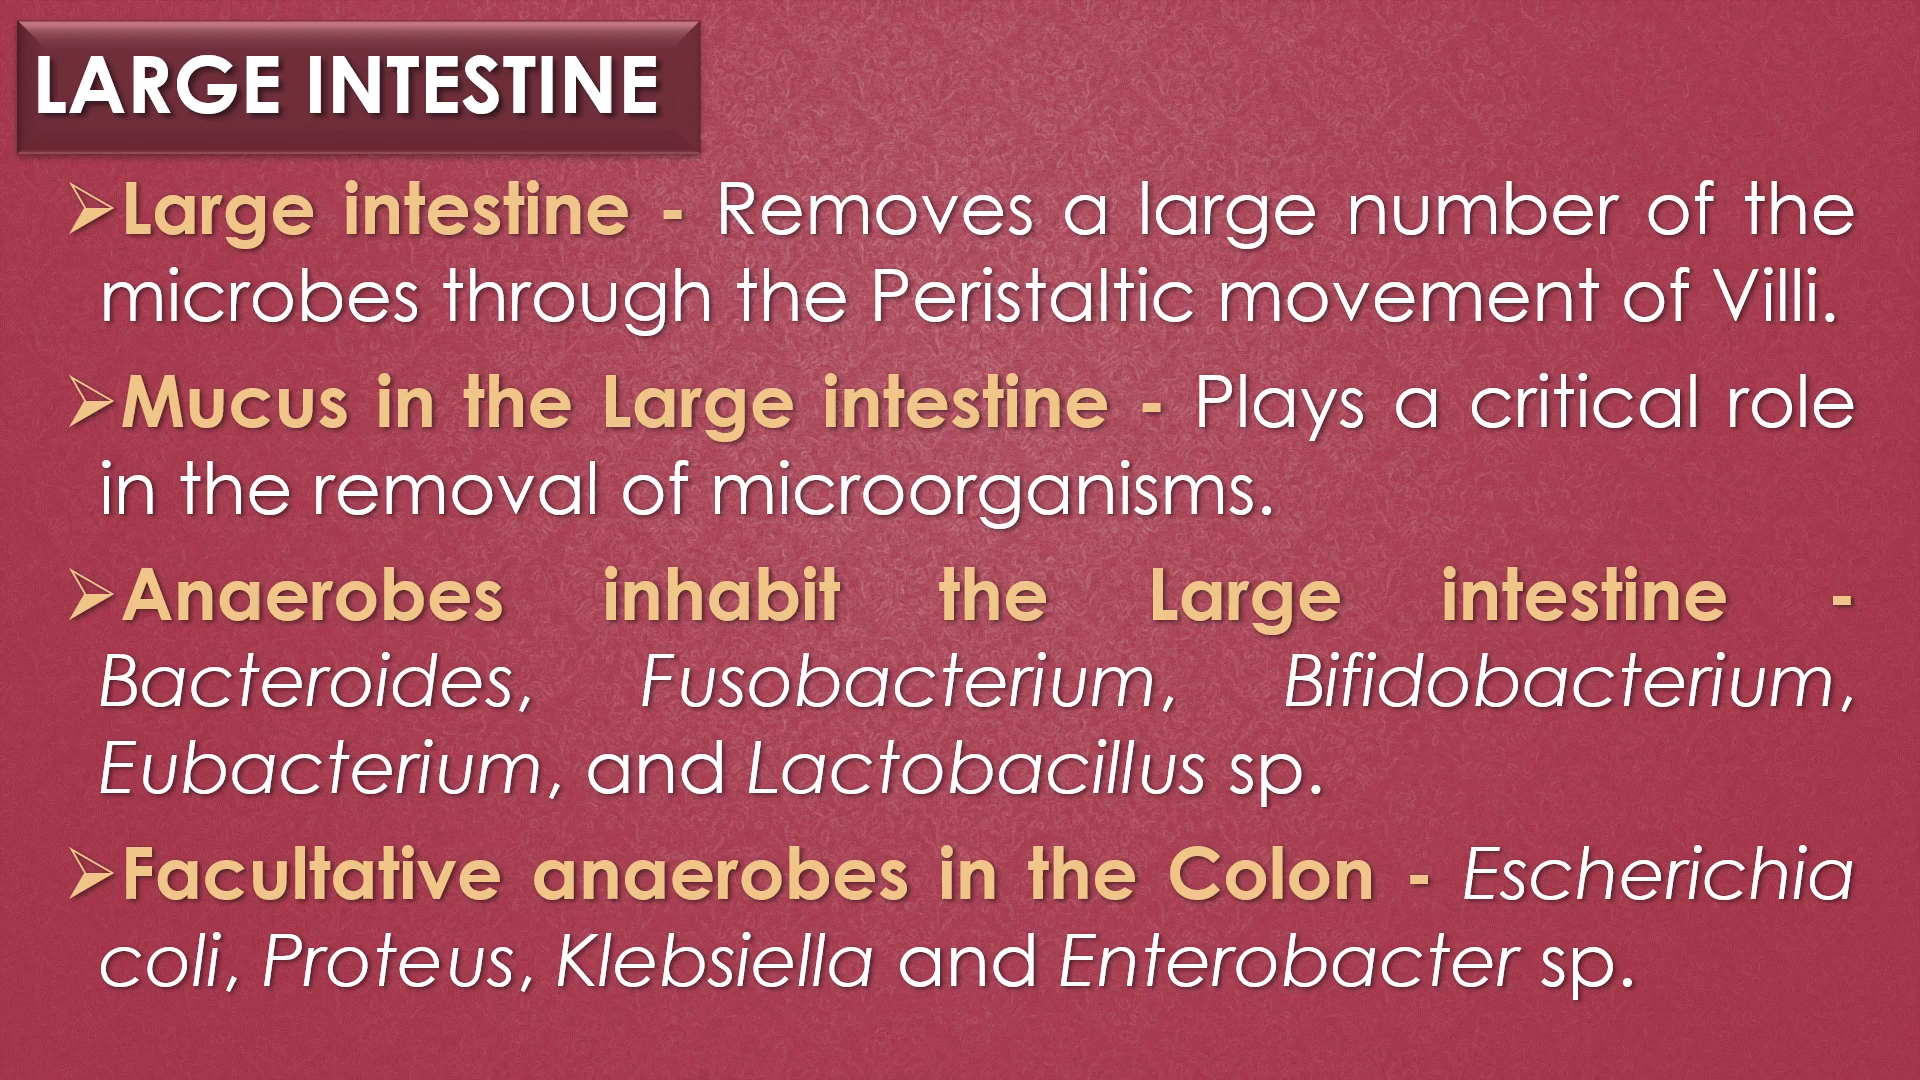 LARGE INTESTINE
➢Large intestine - Removes a large number of the
microbes through the Peristaltic movement of Villi.
➢Mucus in the Large intestine - Plays a critical role
in the removal of microorganisms.
➢Anaerobes inhabit the Large intestine -
Bacteroides, Fusobacterium, Bifidobacterium,
Eubacterium, and Lactobacillus sp.
➢Facultative anaerobes in the Colon - Escherichia
coli, Proteus, Klebsiella and Enterobacter sp.